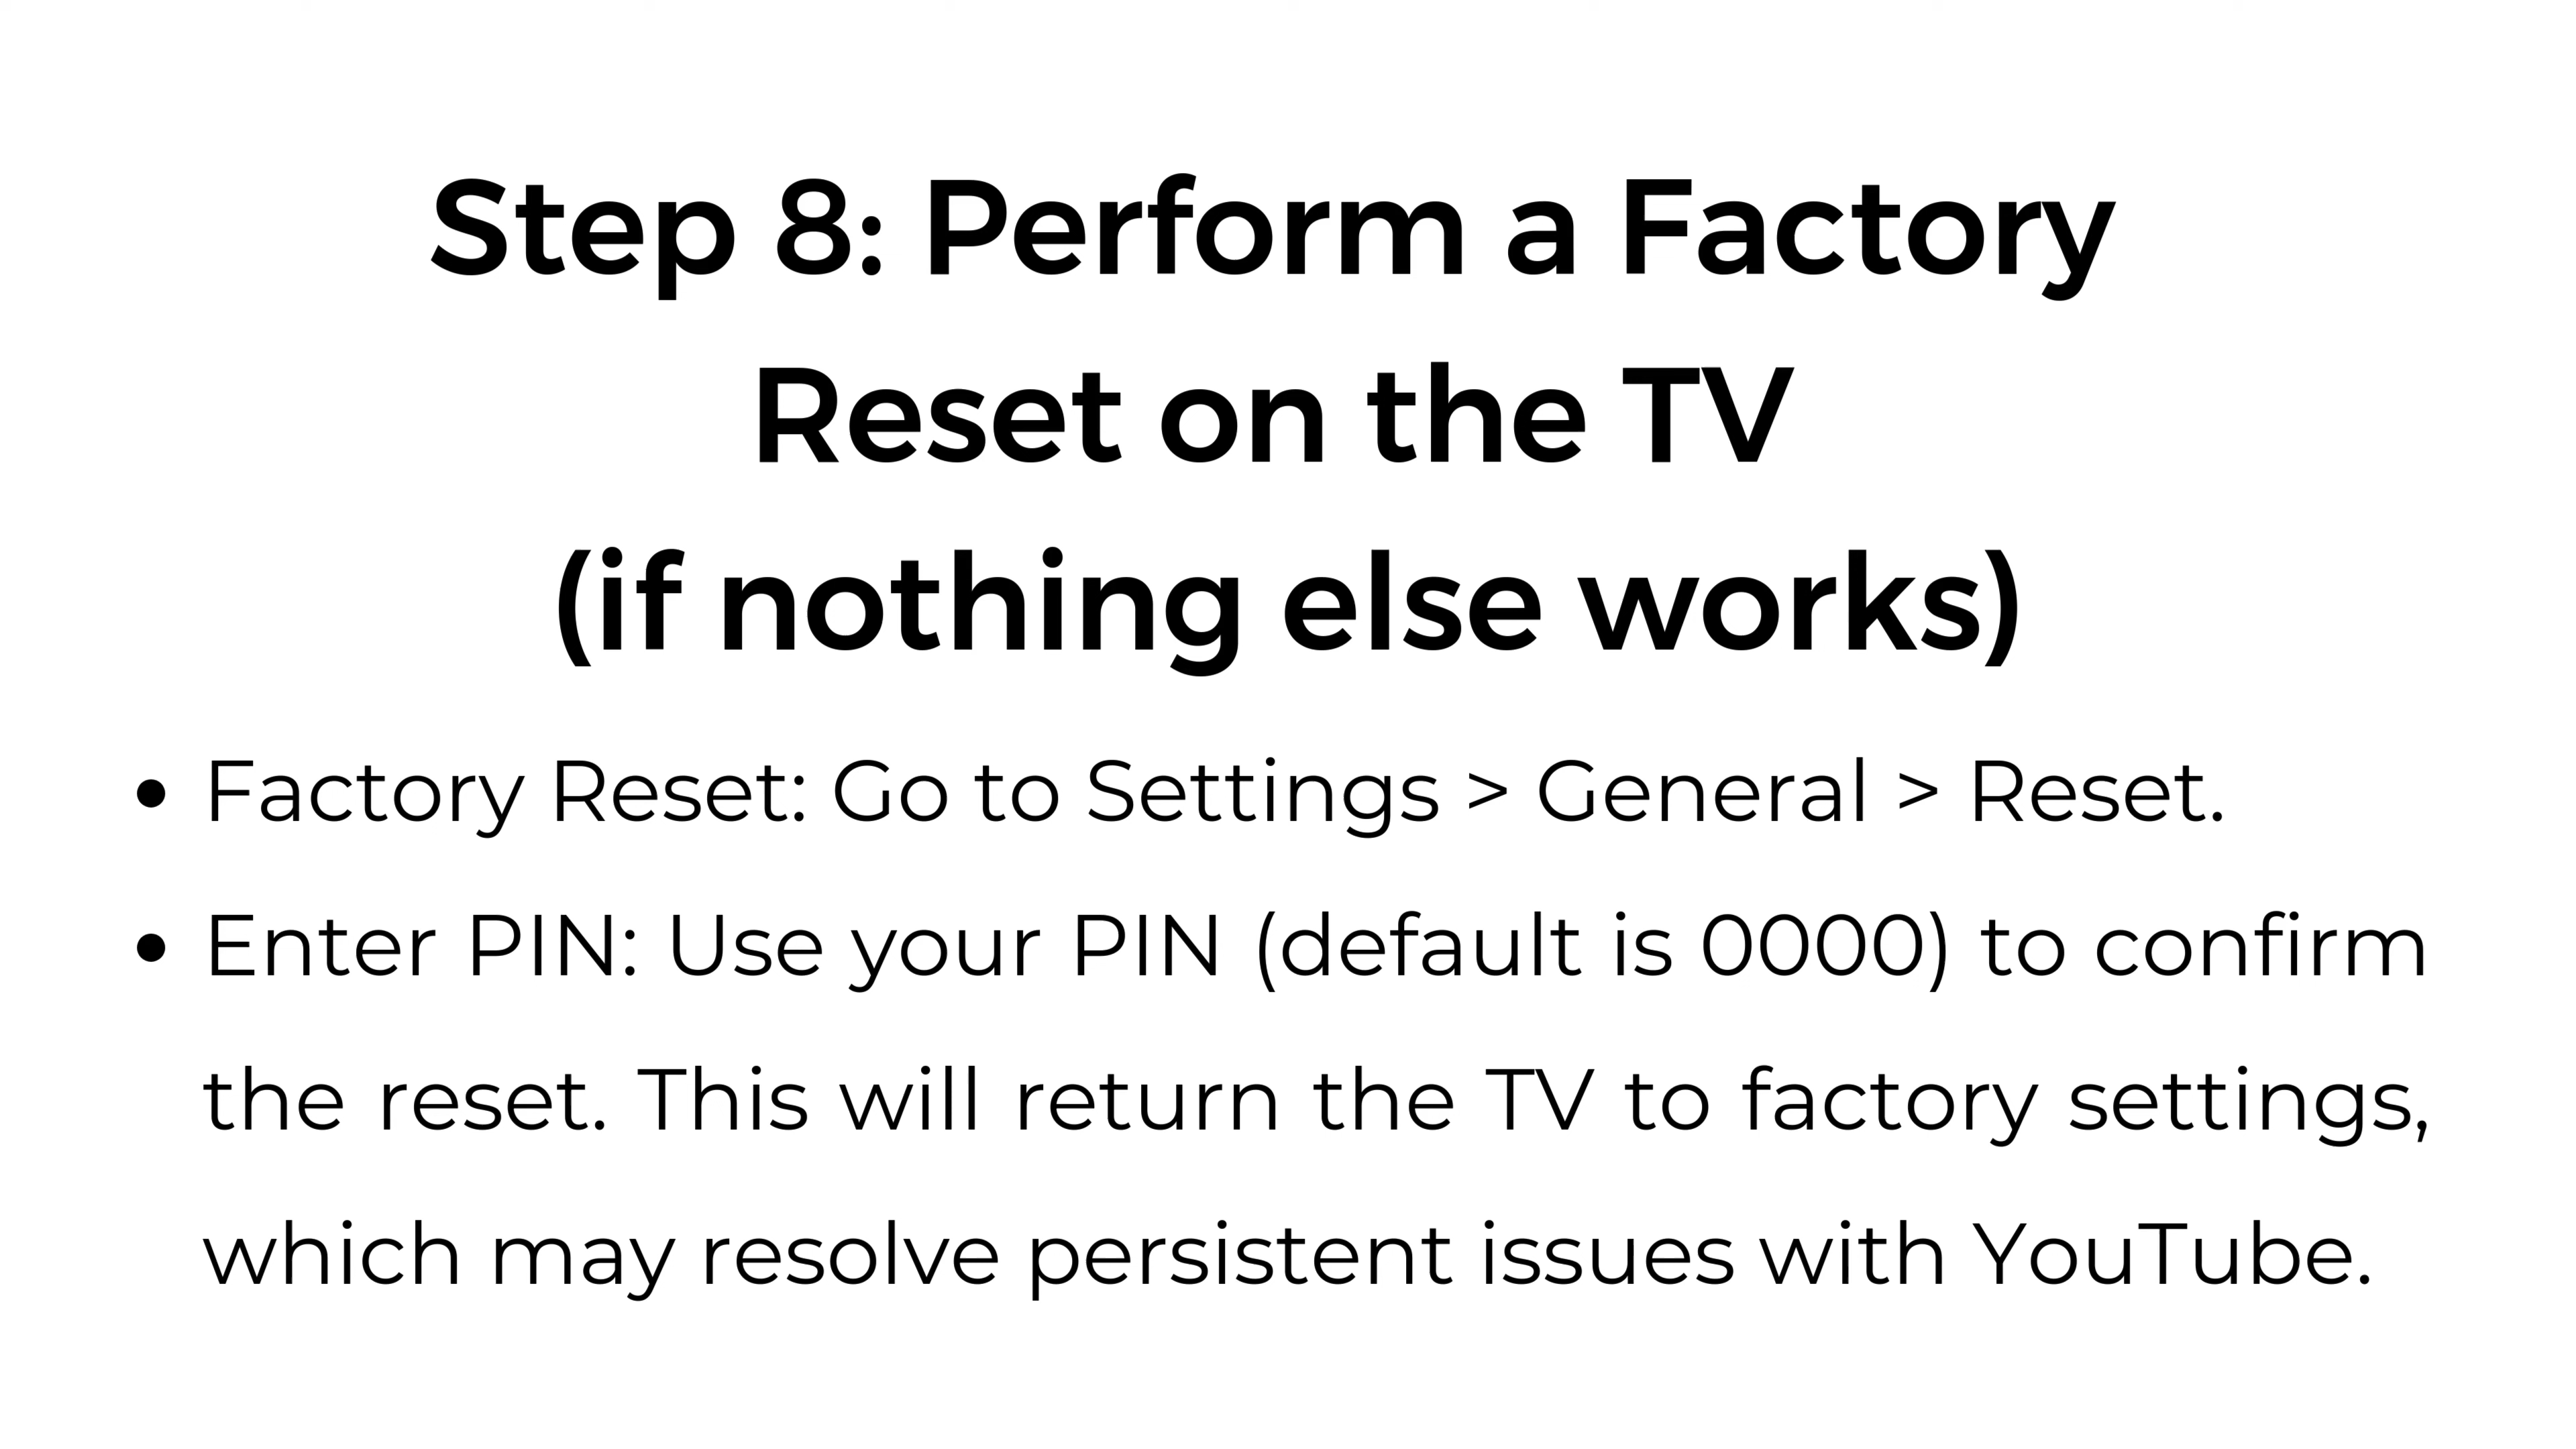 Step 8: Perform a Factory
Reset on the TV
(if nothing else works)
• Factory Reset: Go to Settings > General > Reset.
• Enter PIN: Use your PIN (default is 0000) to confirm
the reset. This will return the TV to factory settings,
which may resolve persistent issues with YouTube.